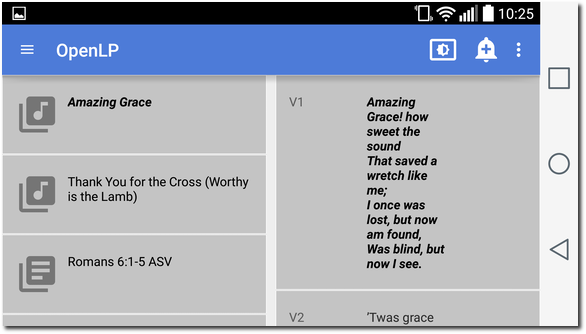 10:25
OpenLP
Amazing Grace
Thank You for the Cross (Worthy
is the Lamb)
Romans 6:1-5 ASV
V1
Amazing
Grace! how
sweet the
sound
That saved a
wretch like
me;
I once was
lost, but now
am found,
Was blind, but
now I see.
V2
'Twas grace